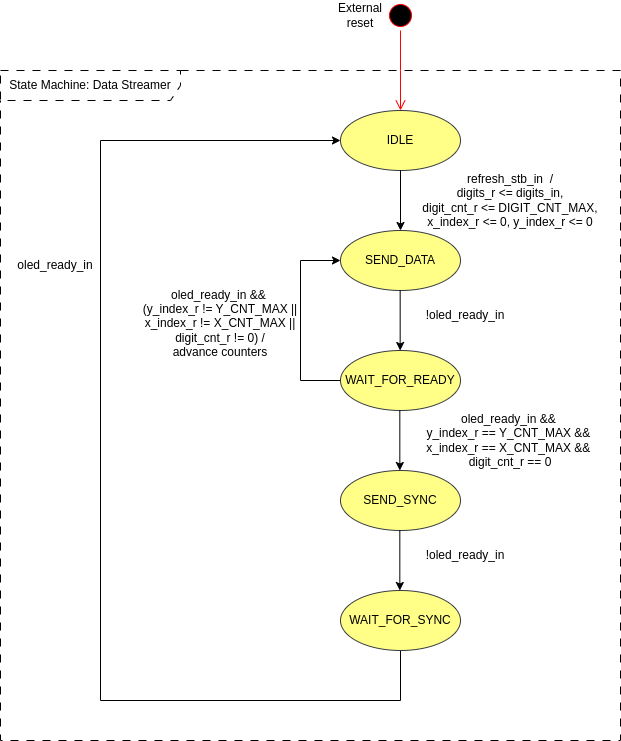 External
reset
State Machine: Data Streamer
IDLE
refresh_stb_in /
digits_r <= digits_in,
digit_cnt_r <= DIGIT_CNT_MAX,
x_index_r <= 0, y_index_r <= 0
SEND_DATA
oled_ready_in
oled_ready_in &&
(y_index_r != Y_CNT_MAX ||
x_index_r != X_CNT_MAX ||
digit_cnt_r != 0) /
advance counters
!oled_ready_in
WAIT_FOR_READY
oled_ready_in &&
y_index_r == Y_CNT_MAX &&
x_index_r == X_CNT_MAX &&
digit_cnt_r == 0
SEND_SYNC
!oled_ready_in
WAIT_FOR_SYNC